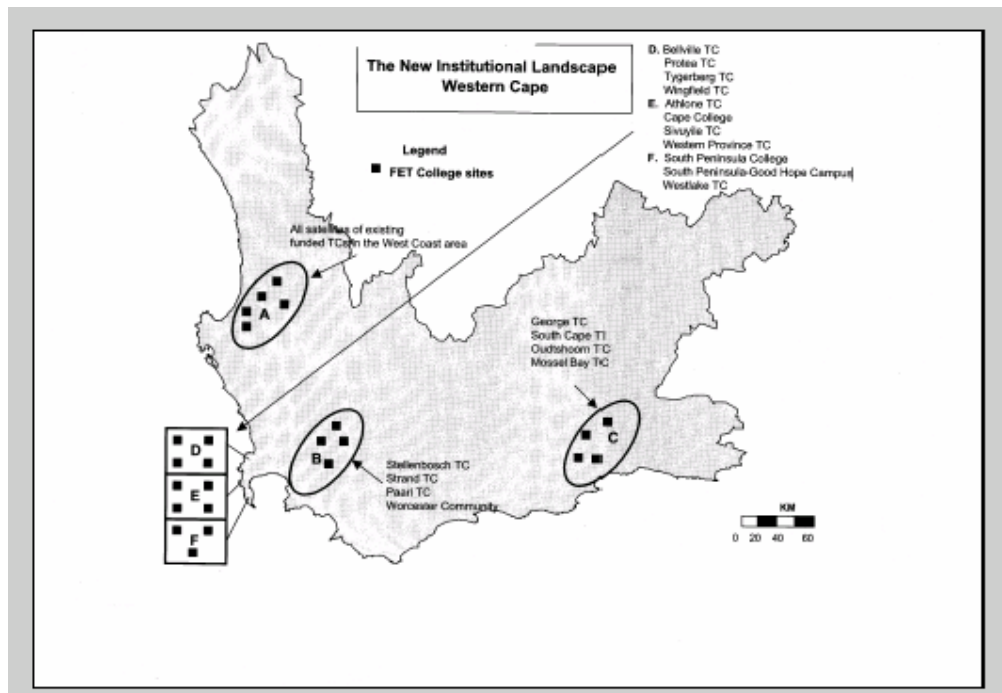 The New Institutional Landscape
Western Cape
D. Bellville TC
Protea TC
Tygerberg TC
Wingfield TC
E. Athlone TC
Cape College
Sivuyile TC
Western Province TC
F. South Peninsula College
South Peninsula-Good Hope Campus
Westlake TC
Legend
FET College sites
All satellites of existing
funded TCs in the West Coast area
A
George TC
South Cape TI
Oudtshoorn TC
Mossel Bay TC
C
B
Stellenbosch TC
Strand TC
Paarl TC
Worcester Community
D
E
F
KM
0 20 40 60